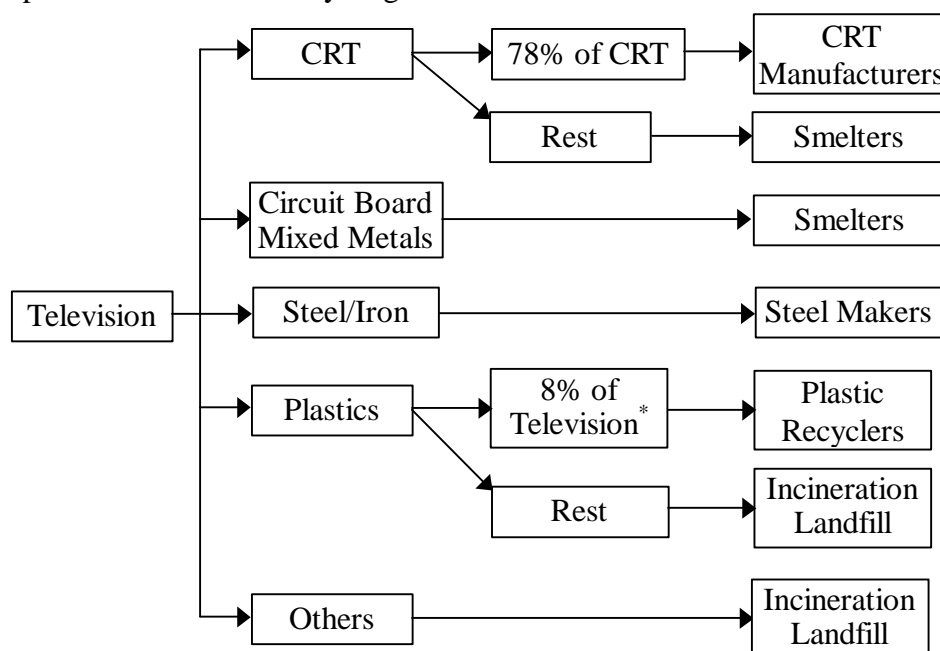 CRT
78% of CRT
CRT
Manufacturers
Rest
Smelters
Circuit Board
Mixed Metals
Smelters
Television
Steel/Iron
Steel Makers
Plastics
8% of
Television*
Plastic
Recyclers
Rest
Incineration
Landfill
Others
Incineration
Landfill